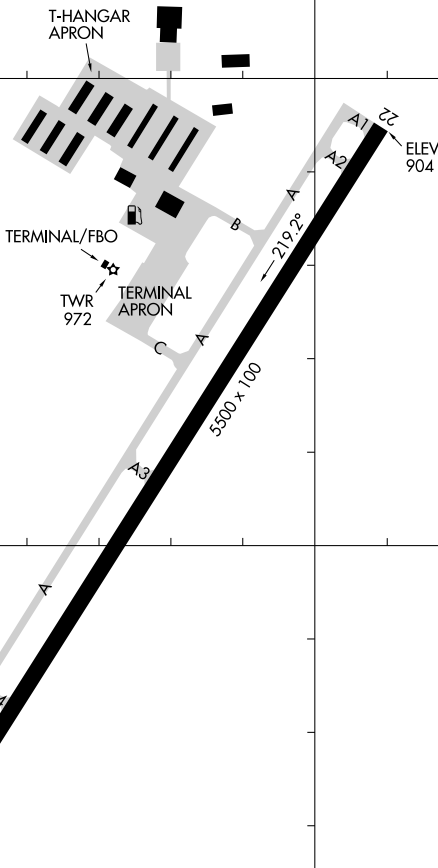 T-HANGAR
APRON
A1
22
A2
ELEV
904
A
B
219.2°
TERMINAL/FBO
TWR
972
TERMINAL
APRON
A
C
5500 x 100
A3
A